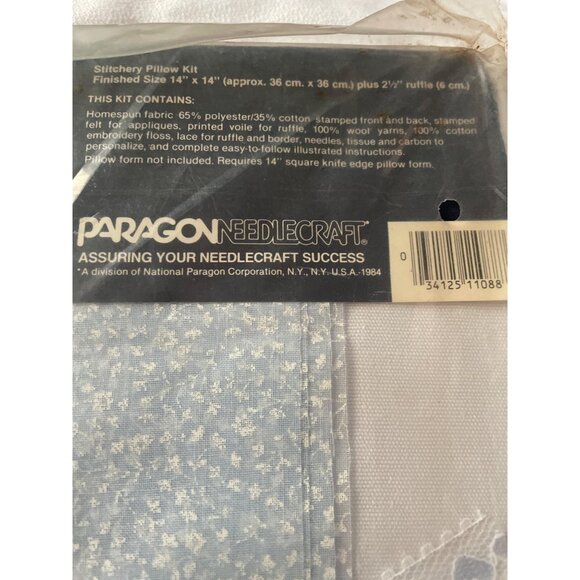 Stitchery Pillow Kit
Finished Size 14" x 14" (approx. 36 cm. x 36 cm.) plus 2½" ruffle (6 cm.)
THIS KIT CONTAINS:
Homespun fabric 65% polyester/35% cotton stamped front and back, stamped
felt for appliques, printed voile for ruffle, 100% wool yarns, 100% cotton
embroidery floss, lace for ruffle and border, needles, tissue and carbon to
personalize, and complete easy-to-follow illustrated instructions.
Pillow form not included. Requires 14" square knife edge pillow form.
PARAGON NEEDLECRAFT®
ASSURING YOUR NEEDLECRAFT SUCCESS
*A division of National Paragon Corporation, N.Y., N.Y. U.S.A. 1984
0 34125 11088